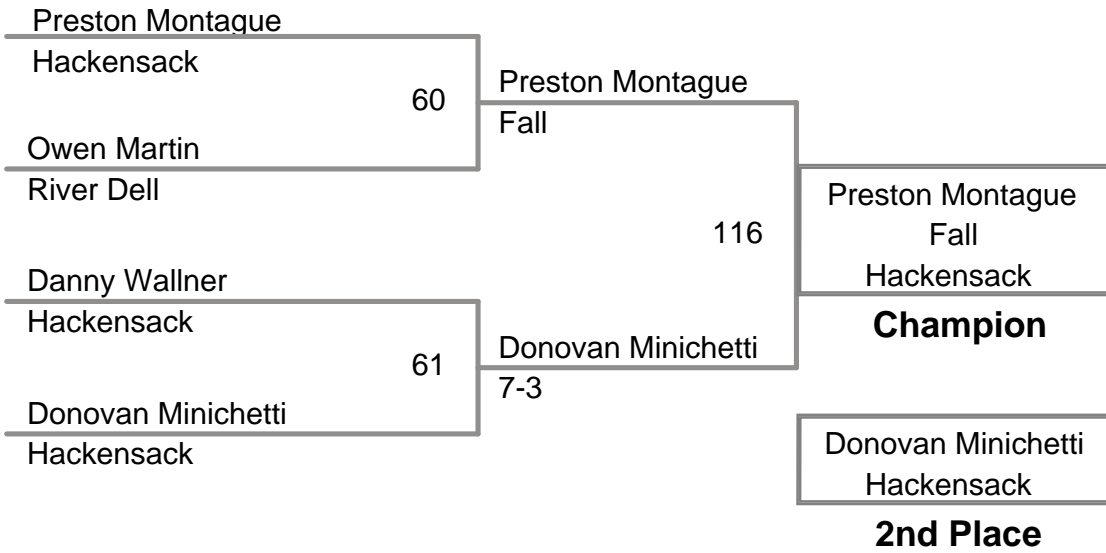 Preston Montague
Hackensack
60
Owen Martin
River Dell
Preston Montague
Fall
Danny Wallner
Hackensack
61
Donovan Minichetti
Hackensack
Donovan Minichetti
7-3
116
Preston Montague
Fall
Hackensack
Champion
Donovan Minichetti
Hackensack
2nd Place